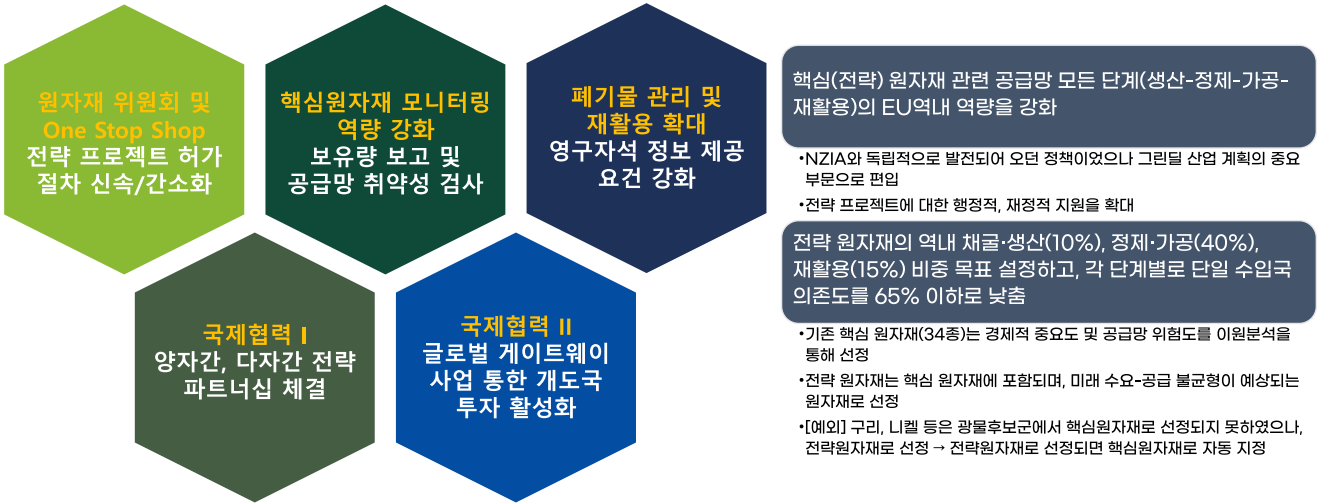 원자재 위원회 및
One Stop Shop
전략 프로젝트 허가
절차 신속/간소화
핵심원자재 모니터링
역량 강화
보유량 보고 및
공급망 취약성 검사
폐기물 관리 및
재활용 확대
영구자석 정보 제공
요건 강화
국제협력 I
양자간, 다자간 전략
파트너십 체결
국제협력 II
글로벌 게이트웨이
사업 통한 개도국
투자 활성화
핵심(전략) 원자재 관련 공급망 모든 단계(생산-정제-가공-
재활용)의 EU역내 역량을 강화
•NZIA와 독립적으로 발전되어 오던 정책이었으나 그린딜 산업 계획의 중요
부문으로 편입
•전략 프로젝트에 대한 행정적, 재정적 지원을 확대
전략 원자재의 역내 채굴·생산(10%), 정제·가공(40%),
재활용(15%) 비중 목표 설정하고, 각 단계별로 단일 수입국
의존도를 65% 이하로 낮춤
•기존 핵심 원자재(34종)는 경제적 중요도 및 공급망 위험도를 이원분석을
통해 선정
•전략 원자재는 핵심 원자재에 포함되며, 미래 수요-공급 불균형이 예상되는
원자재로 선정
•[예외] 구리, 니켈 등은 광물후보군에서 핵심원자재로 선정되지 못하였으나,
전략원자재로 선정 → 전략원자재로 선정되면 핵심원자재로 자동 지정